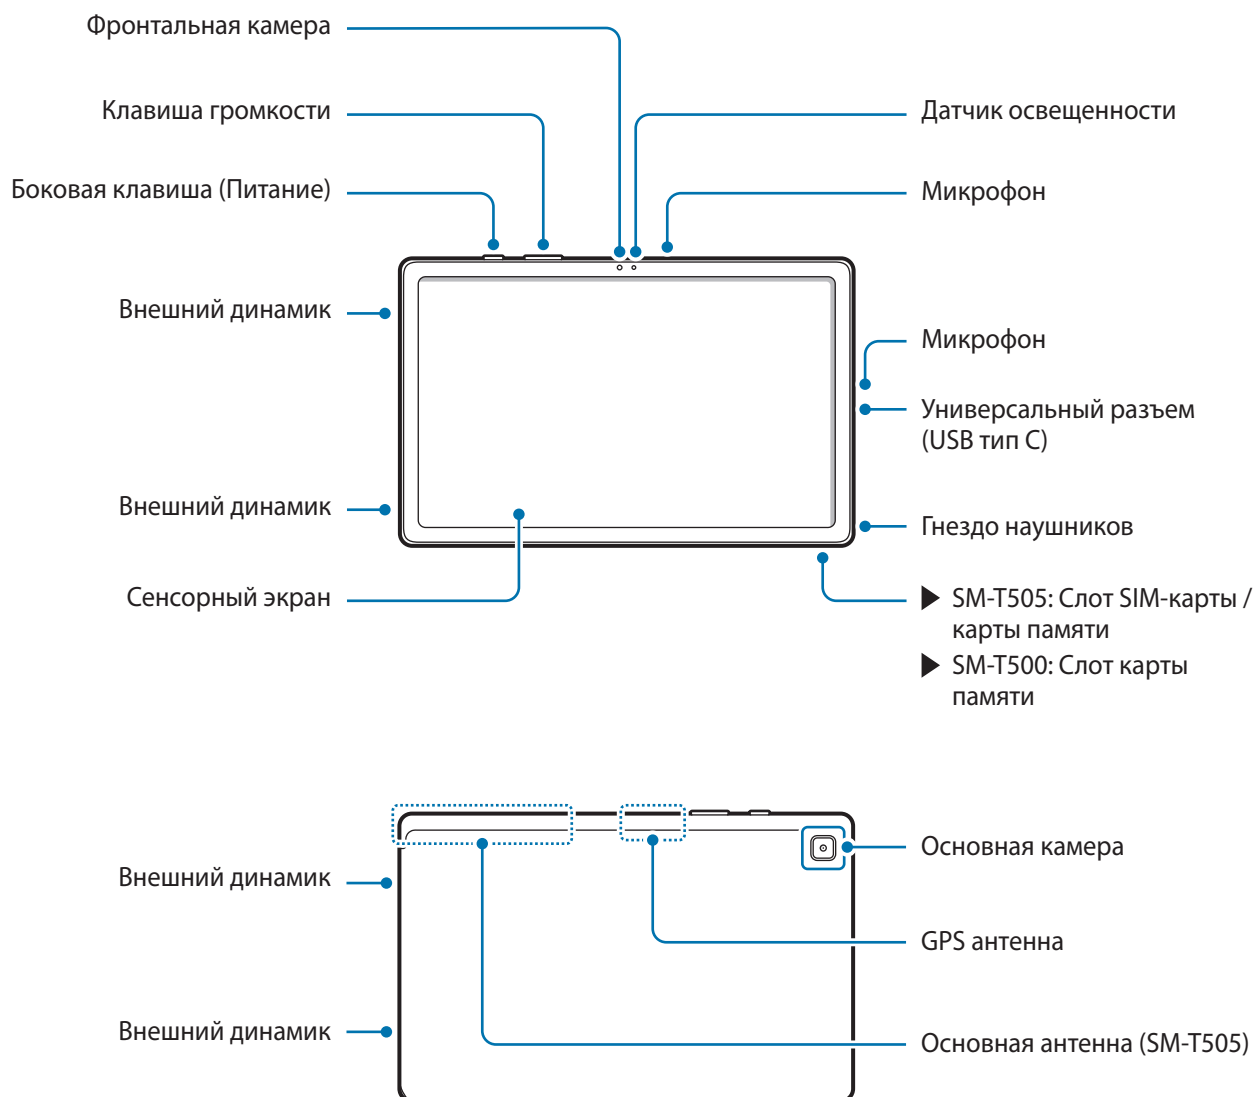 Фронтальная камера
Клавиша громкости
Боковая клавиша (Питание)
Внешний динамик
Внешний динамик
Сенсорный экран
Датчик освещенности
Микрофон
Микрофон
Универсальный разъем
(USB тип C)
Гнездо наушников
▶ SM-T505: Слот SIM-карты /
карты памяти
▶ SM-T500: Слот карты
памяти
Внешний динамик
Внешний динамик
Основная камера
GPS антенна
Основная антенна (SM-T505)